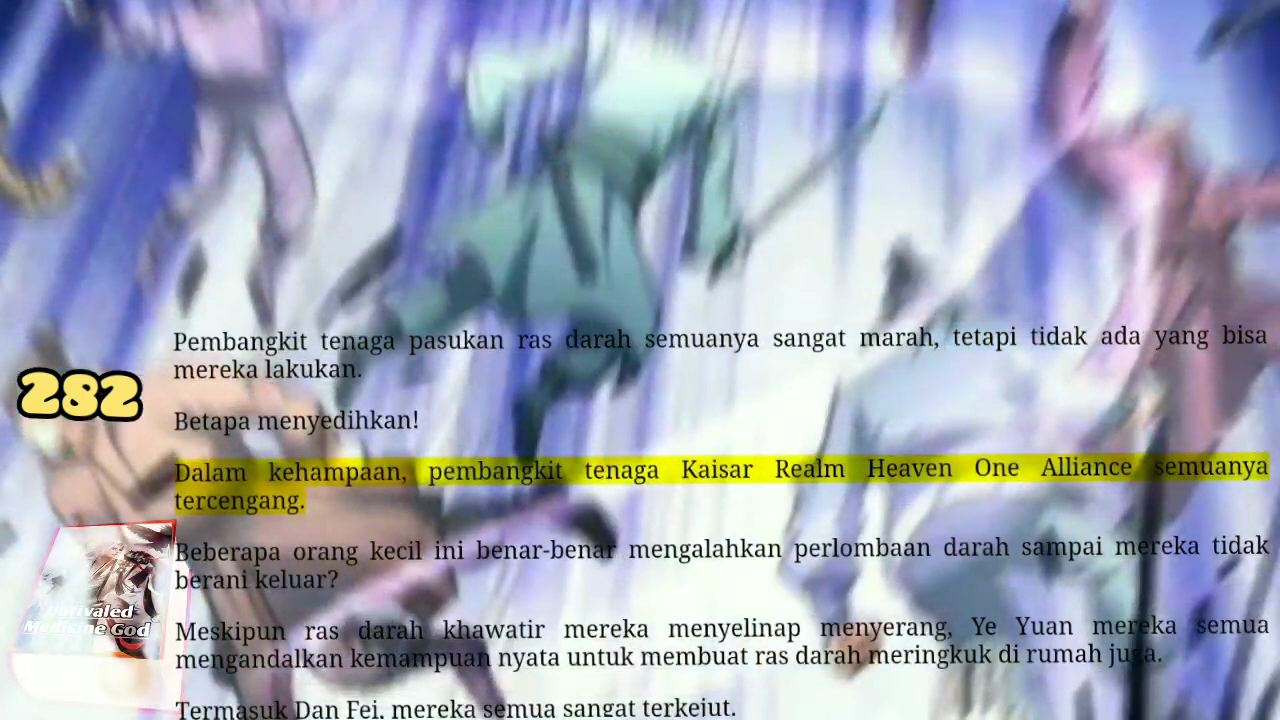 Pembangkit tenaga pasukan ras darah semuanya sangat marah, tetapi tidak ada yang bisa
mereka lakukan.
282
Betapa menyedihkan!
Dalam kehampaan, pembangkit tenaga Kaisar Realm Heaven One Alliance semuanya
tercengang.
Beberapa orang kecil ini benar-benar mengalahkan perlombaan darah sampai mereka tidak
berani keluar?
Unrivaled
Medicine God
Meskipun ras darah khawatir mereka menyelinap menyerang, Ye Yuan mereka semua
mengandalkan kemampuan nyata untuk membuat ras darah meringkuk di rumah juga.
Termasuk Dan Fei, mereka semua sangat terkejut.